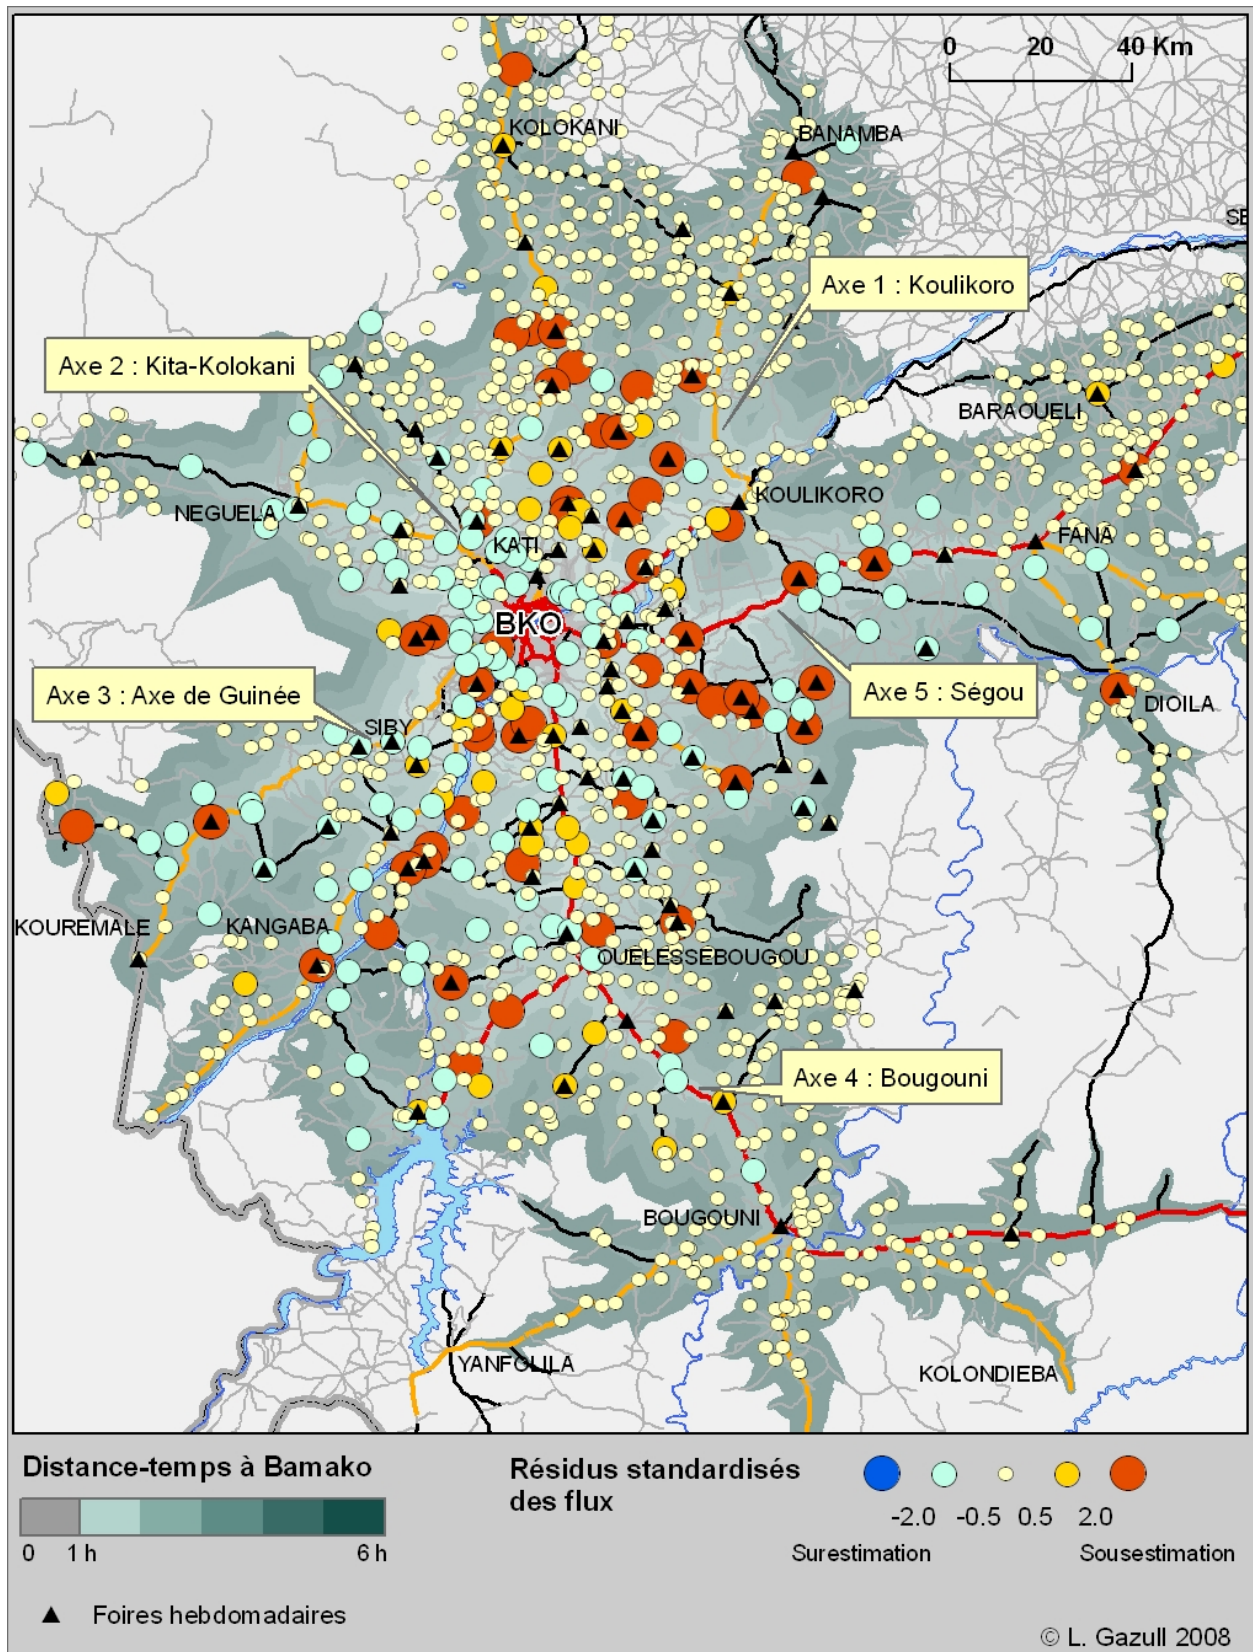 0 20 40 Km
KOLOKANI
BANAMBA
SE
Axe 1 : Koulikoro
Axe 2 : Kita-Kolokani
BARAOUELI
KOULIKORO
NEGUELA
FANA
KATI
BKO
Axe 3 : Axe de Guinée
Axe 5 : Ségou
DIOILA
SIBY
KOUREMALE
KANGABA
OUELESSEBOUGOU
Axe 4 : Bougouni
BOUGOUNI
YANFOLILA
KOLONDIEBA
Distance-temps à Bamako
0 1 h 6 h
Foires hebdomadaires
Résidus standardisés
des flux
-2.0 -0.5 0.5 2.0
Surestimation Sousestimation
© L. Gazull 2008